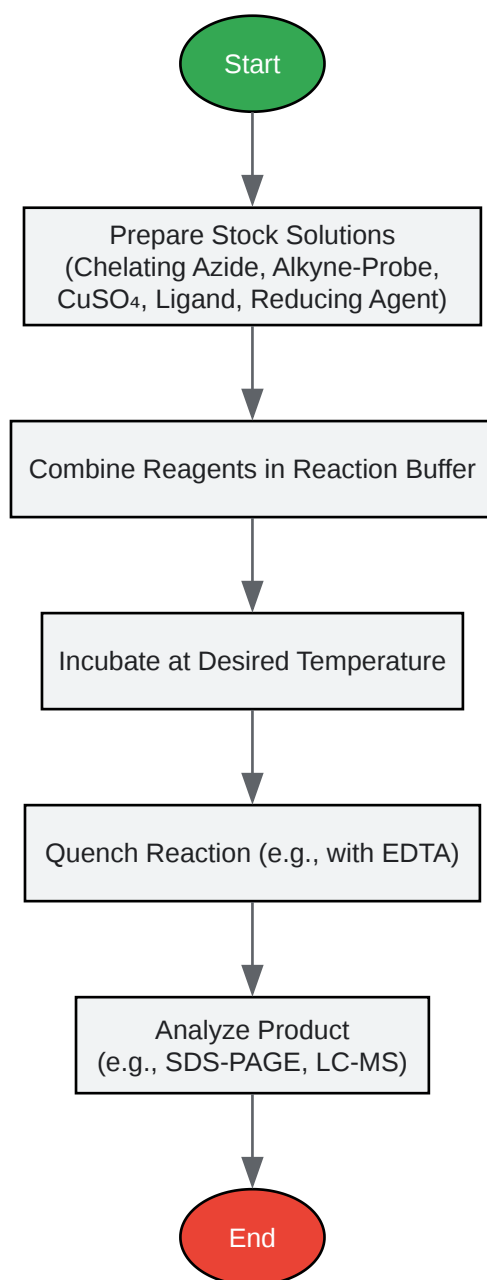 Start
Prepare Stock Solutions
(Chelating Azide, Alkyne-Probe,
CuSO₄, Ligand, Reducing Agent)
Combine Reagents in Reaction Buffer
Incubate at Desired Temperature
Quench Reaction (e.g., with EDTA)
Analyze Product
(e.g., SDS-PAGE, LC-MS)
End